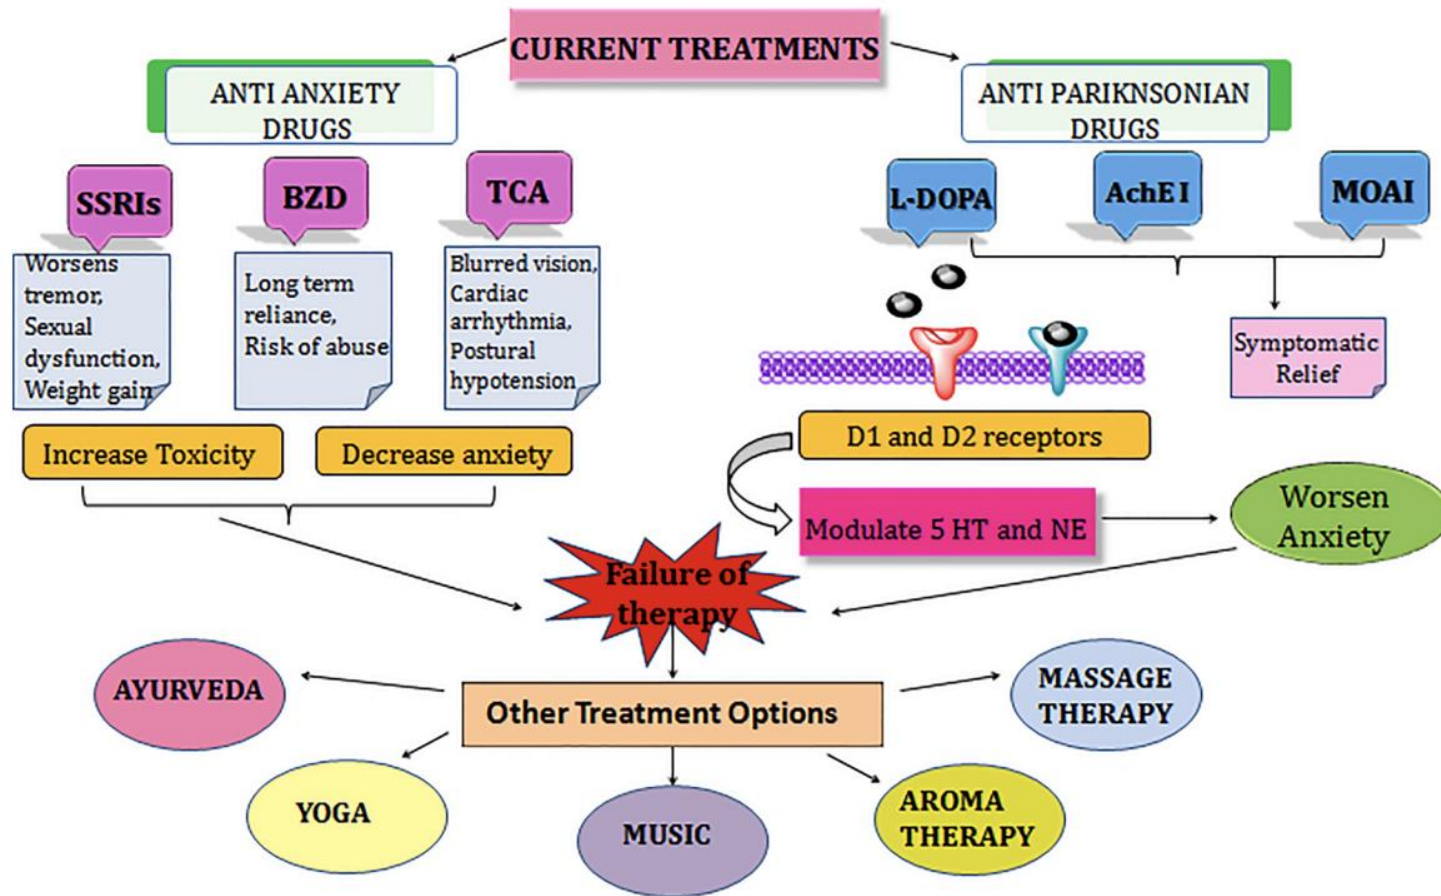 CURRENT TREATMENTS
ANTI ANXIETY
DRUGS
ANTI PARIKNSONIAN
DRUGS
SSRIs
BZD
TCA
L-DOPA
AchE I
MOAI
Worsens
tremor,
Sexual
dysfunction,
Weight gain
Long term
reliance,
Risk of abuse
Blurred vision,
Cardiac
arrhythmia,
Postural
hypotension
Symptomatic
Relief
Increase Toxicity
Decrease anxiety
D1 and D2 receptors
Modulate 5 HT and NE
Worsen
Anxiety
Failure of
therapy
Other Treatment Options
AYURVEDA
YOGA
MUSIC
AROMA
THERAPY
MASSAGE
THERAPY